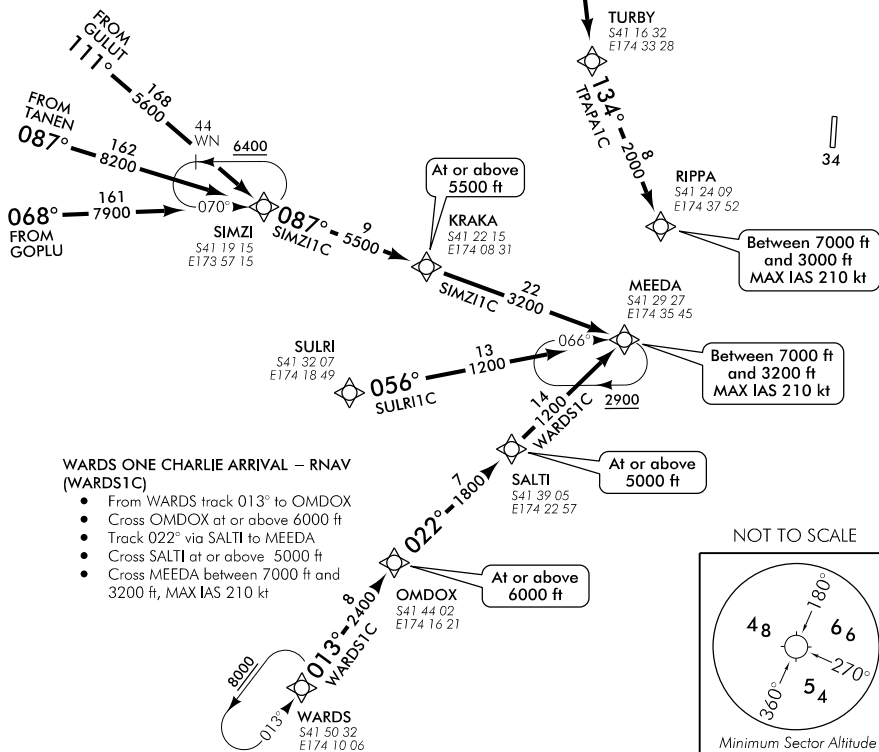 FROM
GULUT
111°
168
5600
FROM
TANEN
087°
162
8200
44
WN
6400
068°
FROM
GOPLU
161
7900
070°
SIMZI
S41 19 15
E173 57 15
087°
9
5500
SIMZI1C
At or above
5500 ft
KRAKA
S41 22 15
E174 08 31
22
3200
SIMZI1C
TURBY
S41 16 32
E174 33 28
134°
8
2000
TPAPA1C
RIPPA
S41 24 09
E174 37 52
Between 7000 ft
and 3000 ft
MAX IAS 210 kt
34
MEEDA
S41 29 27
E174 35 45
066°
2900
Between 7000 ft
and 3200 ft
MAX IAS 210 kt
SULRI
S41 32 07
E174 18 49
056°
13
1200
SULRI1C
14
1200
WARDS1C
SALTI
S41 39 05
E174 22 57
At or above
5000 ft
WARDS ONE CHARLIE ARRIVAL – RNAV
(WARDS1C)
• From WARDS track 013° to OMDOX
• Cross OMDOX at or above 6000 ft
• Track 022° via SALTI to MEEDA
• Cross SALTI at or above 5000 ft
• Cross MEEDA between 7000 ft and
3200 ft, MAX IAS 210 kt
022°
7
1800
OMDOX
S41 44 02
E174 16 21
At or above
6000 ft
013°
8
2400
WARDS1C
8000
013°
WARDS
S41 50 32
E174 10 06
NOT TO SCALE
180°
48
66
270°
54
360°
Minimum Sector Altitude